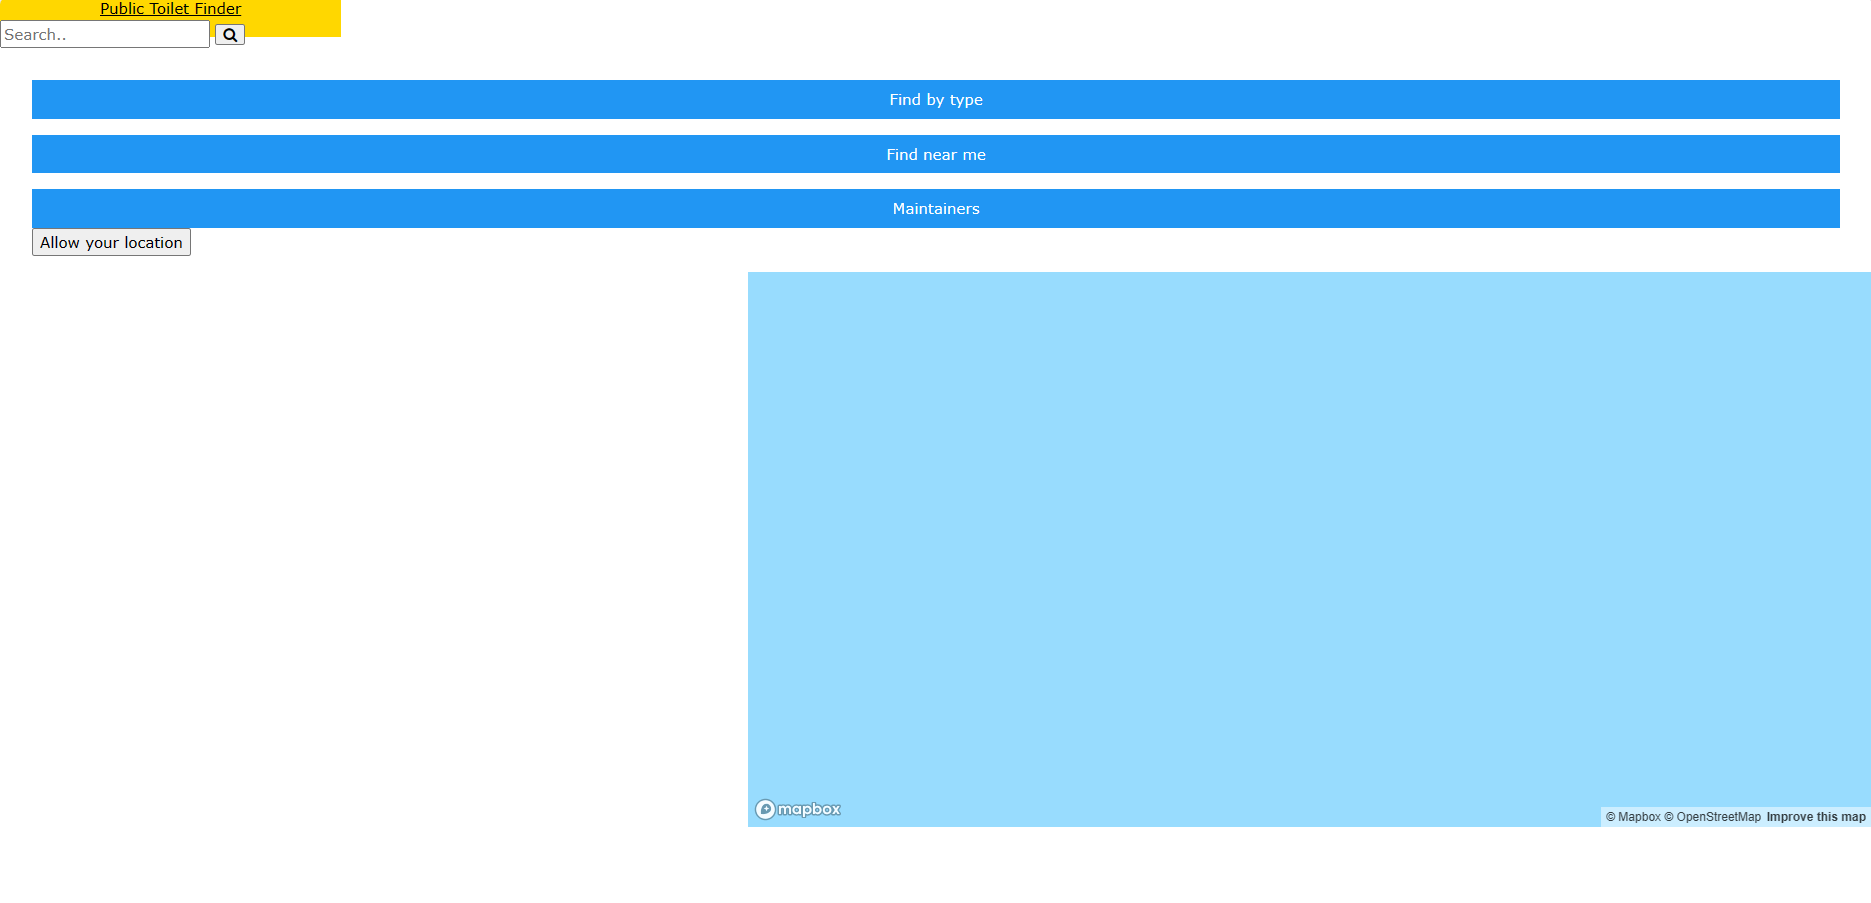 Public Toilet Finder
Search..
Find by type
Find near me
Maintainers
Allow your location
mapbox
© Mapbox © OpenStreetMap Improve this map